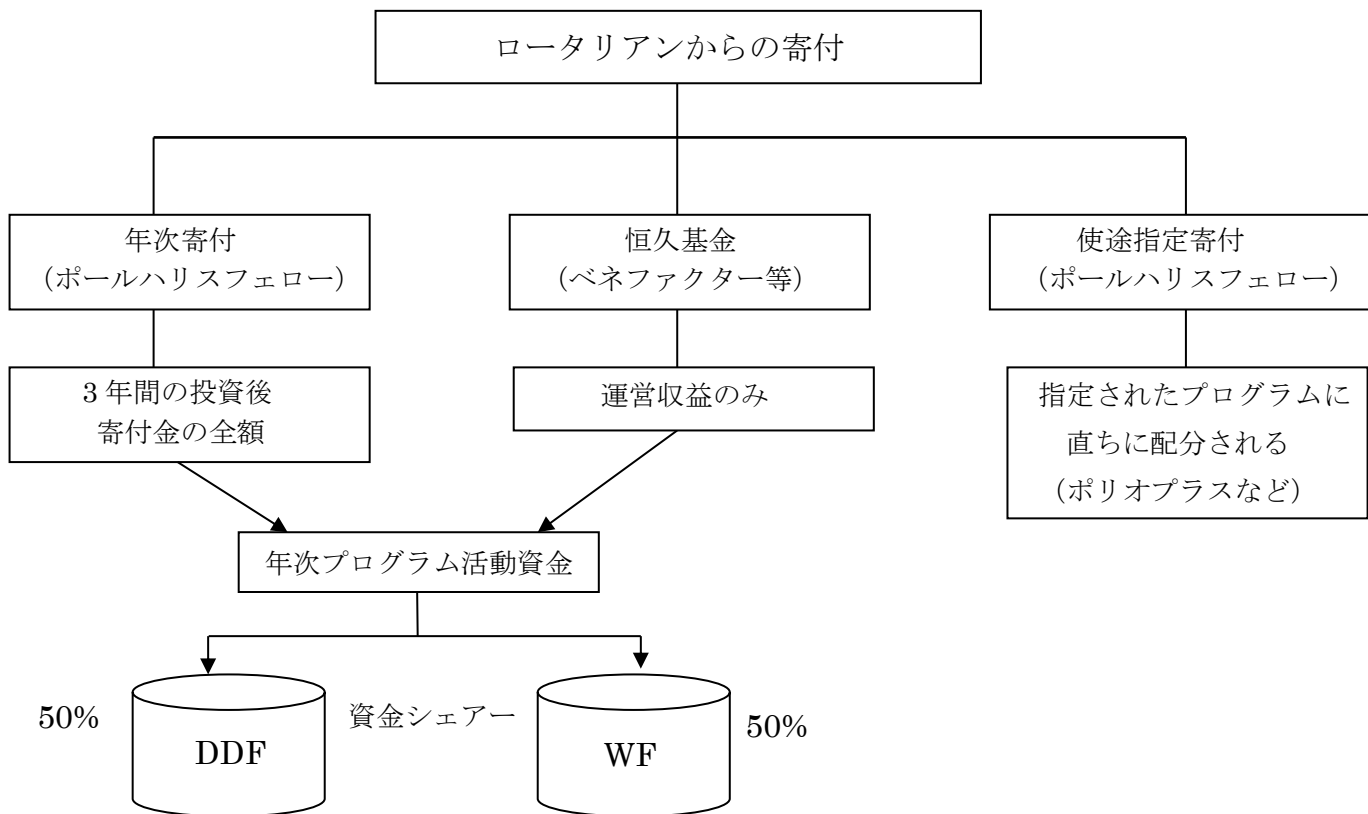 ロータリアンからの寄付
年次寄付
（ポールハリスフェロー）
恒久基金
（ベネファクター等）
使途指定寄付
（ポールハリスフェロー）
3 年間の投資後
寄付金の全額
運営収益のみ
指定されたプログラムに
直ちに配分される
（ポリオプラスなど）
年次プログラム活動資金
50%
DDF
資金シェアー
WF
50%